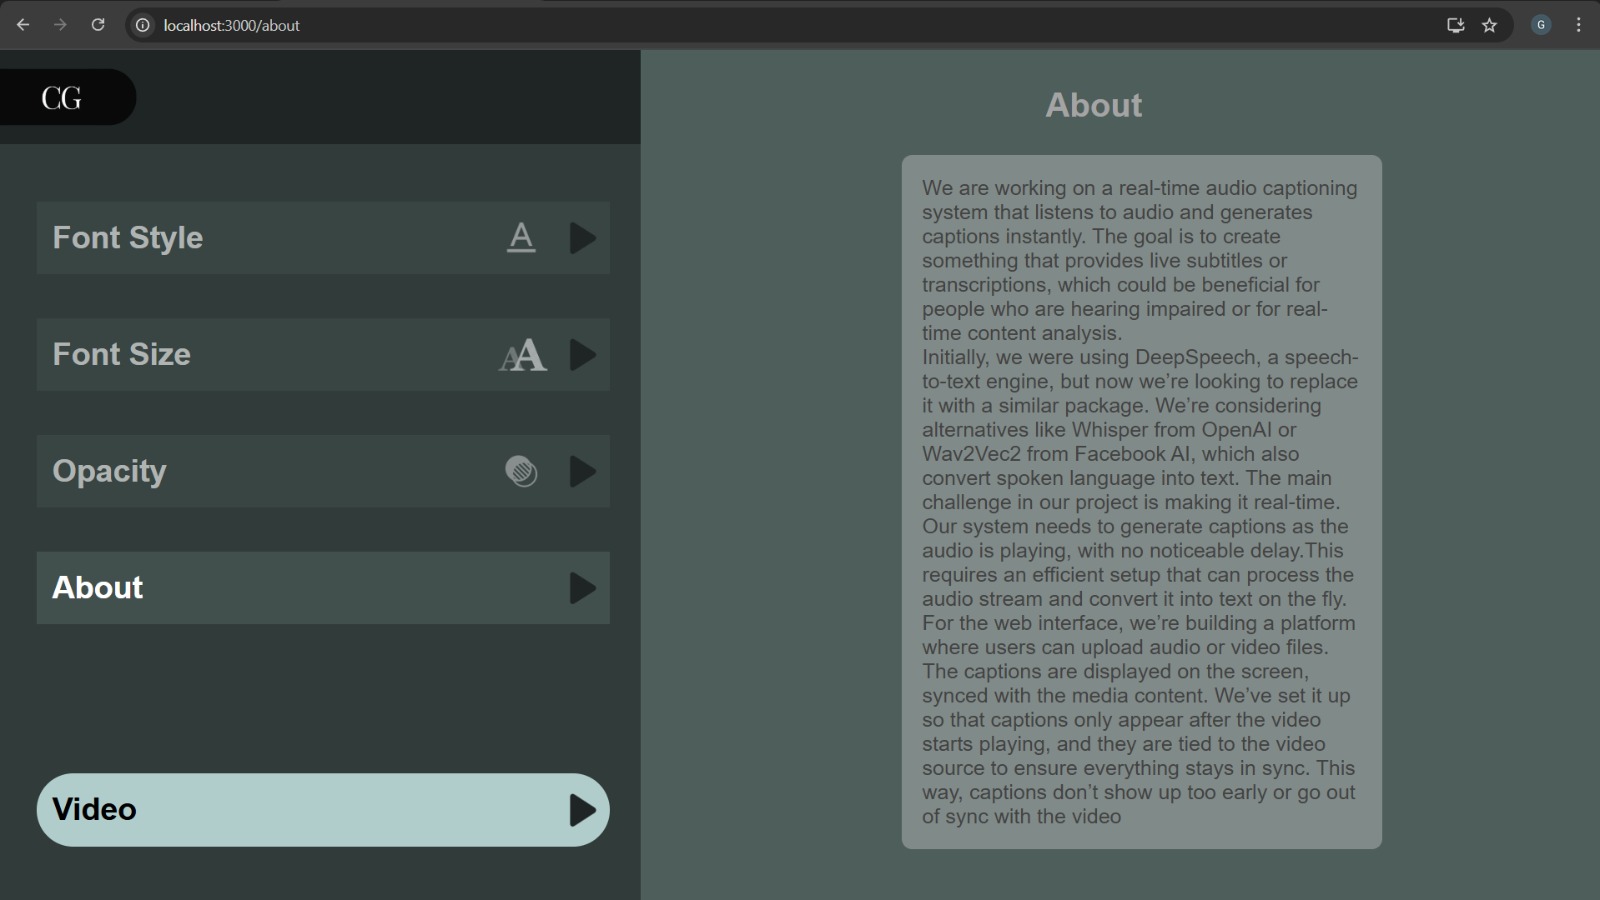 localhost:3000/about
G
CG
Font Style
A
Font Size
AA
Opacity
About
Video
About
We are working on a real-time audio captioning
system that listens to audio and generates
captions instantly. The goal is to create
something that provides live subtitles or
transcriptions, which could be beneficial for
people who are hearing impaired or for real-
time content analysis.
Initially, we were using DeepSpeech, a speech-
to-text engine, but now we’re looking to replace
it with a similar package. We’re considering
alternatives like Whisper from OpenAI or
Wav2Vec2 from Facebook AI, which also
convert spoken language into text. The main
challenge in our project is making it real-time.
Our system needs to generate captions as the
audio is playing, with no noticeable delay.This
requires an efficient setup that can process the
audio stream and convert it into text on the fly.
For the web interface, we’re building a platform
where users can upload audio or video files.
The captions are displayed on the screen,
synced with the media content. We’ve set it up
so that captions only appear after the video
starts playing, and they are tied to the video
source to ensure everything stays in sync. This
way, captions don’t show up too early or go out
of sync with the video